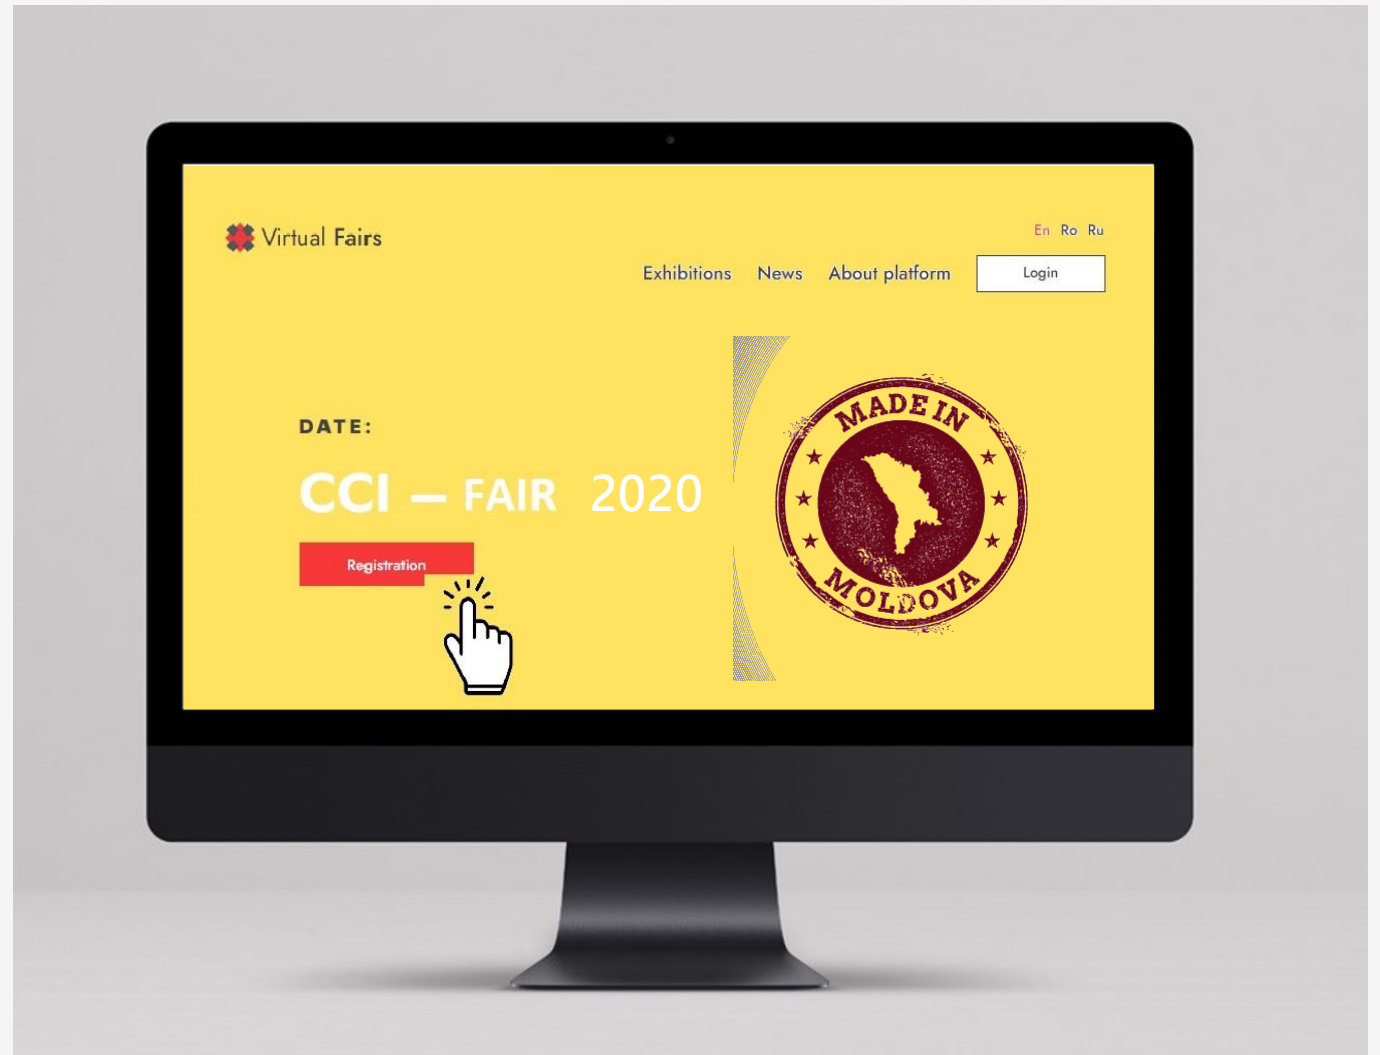 Virtual Fairs
En Ro Ru
Exhibitions News About platform Login
DATE:
CCI – FAIR 2020
Registration
MADE IN
MOLDOVA